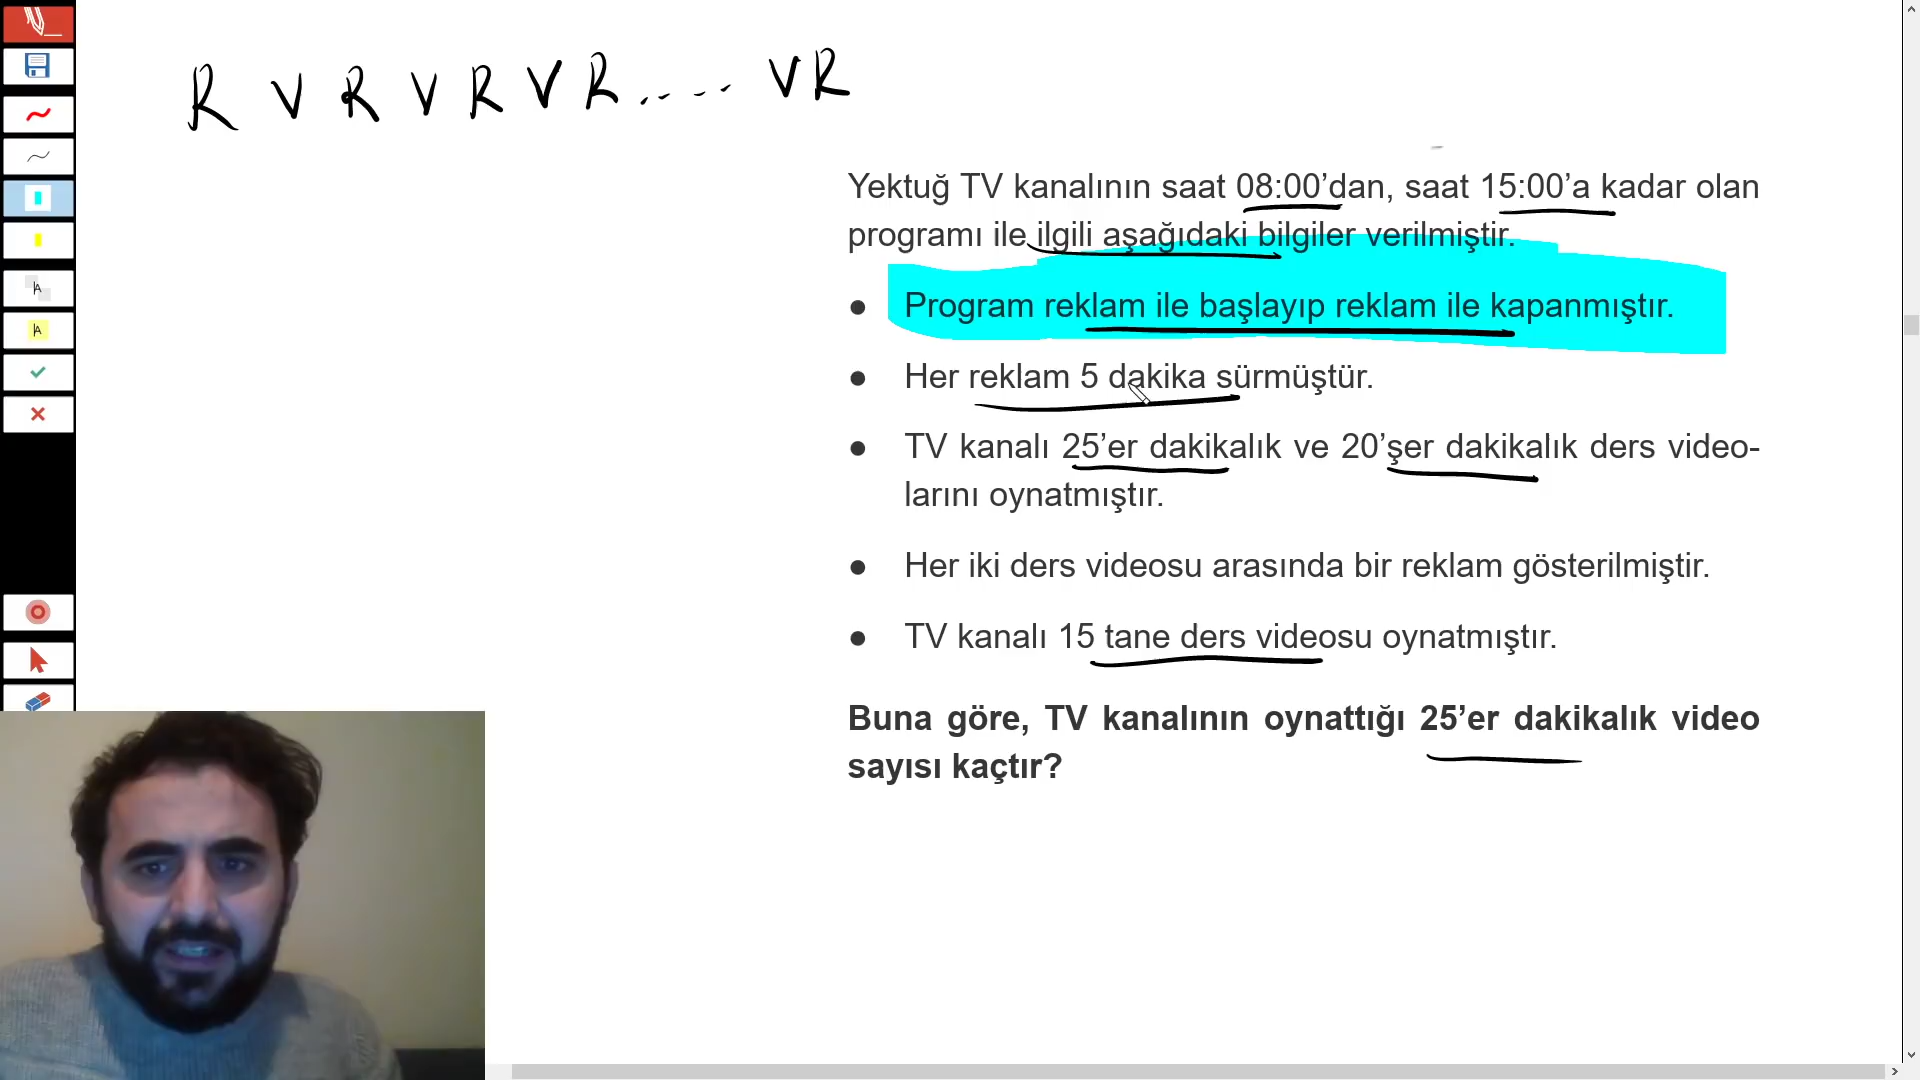 R V R V R V R .... V R
Yektuğ TV kanalının saat 08:00’dan, saat 15:00’a kadar olan
programı ile ilgili aşağıdaki bilgiler verilmiştir.
● Program reklam ile başlayıp reklam ile kapanmıştır.
● Her reklam 5 dakika sürmüştür.
● TV kanalı 25’er dakikalık ve 20’şer dakikalık ders video-
larını oynatmıştır.
● Her iki ders videosu arasında bir reklam gösterilmiştir.
● TV kanalı 15 tane ders videosu oynatmıştır.
Buna göre, TV kanalının oynattığı 25’er dakikalık video
sayısı kaçtır?